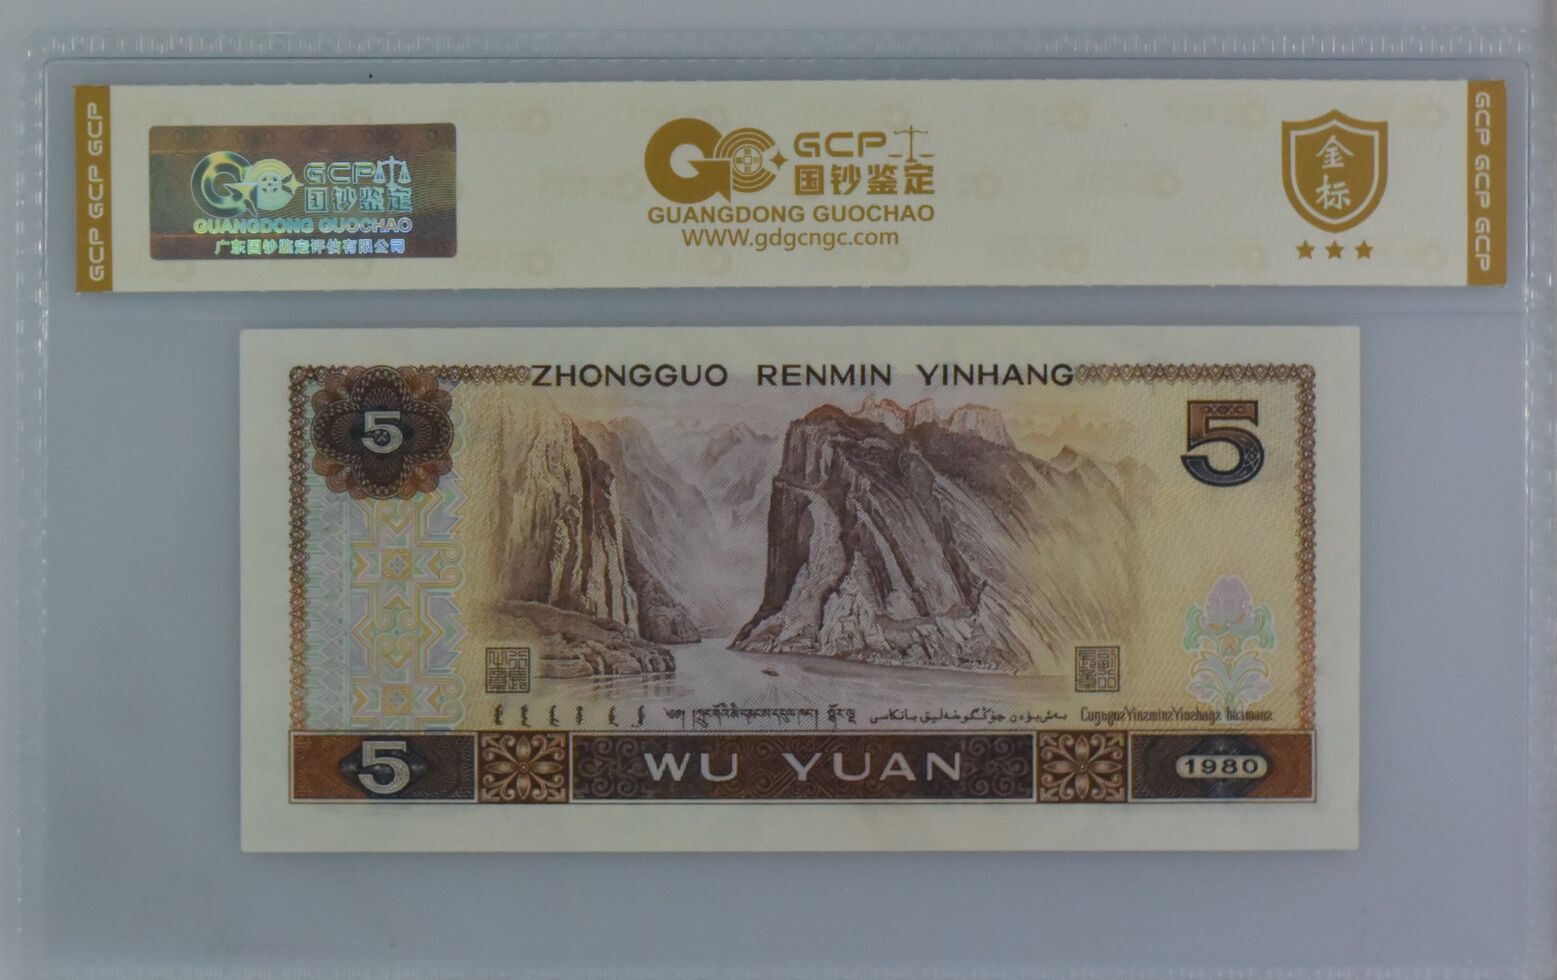 GCP GCP GCP
GCP
国钞鉴定
GUANGDONG GUOCHAO
广东国钞鉴定评估有限公司
GCP
国钞鉴定
GUANGDONG GUOCHAO
WWW.gdgcngc.com
金
标
GCP GCP GCP
ZHONGGUO RENMIN YINHANG
5
5
5
WU YUAN
1980